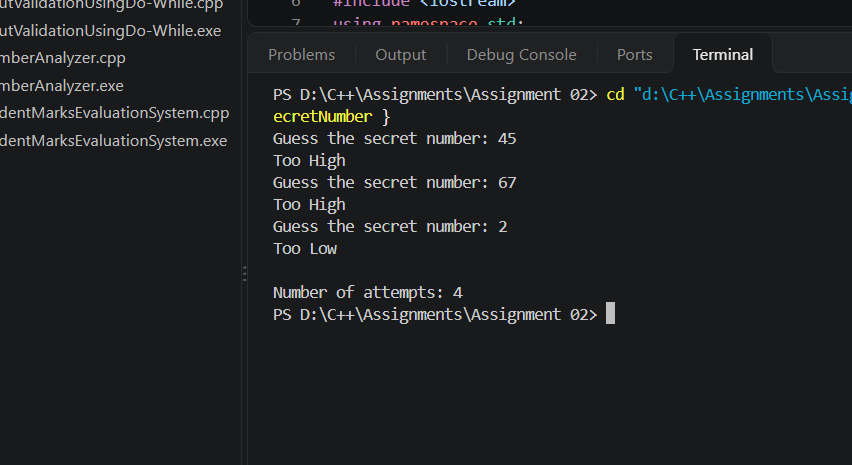 utValidationUsingDo-While.cpp
utValidationUsingDo-While.exe
mberAnalyzer.cpp
mberAnalyzer.exe
dentMarksEvaluationSystem.cpp
dentMarksEvaluationSystem.exe
6 #include <iostream>
7 using namespace std;
Problems Output Debug Console Ports Terminal
PS D:\C++\Assignments\Assignment 02> cd "d:\C++\Assignments\Assig
ecretNumber }
Guess the secret number: 45
Too High
Guess the secret number: 67
Too High
Guess the secret number: 2
Too Low
Number of attempts: 4
PS D:\C++\Assignments\Assignment 02>